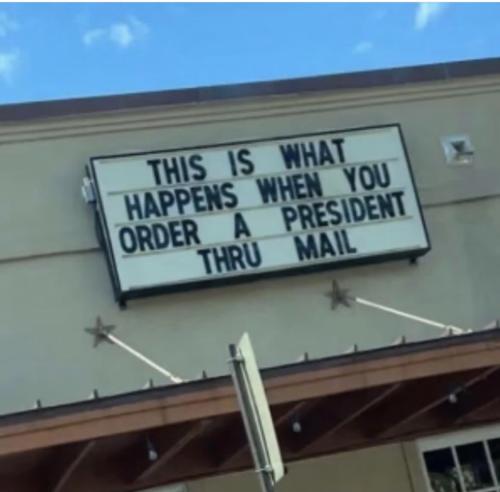 THIS IS WHAT
HAPPENS WHEN YOU
ORDER A PRESIDENT
THRU MAIL